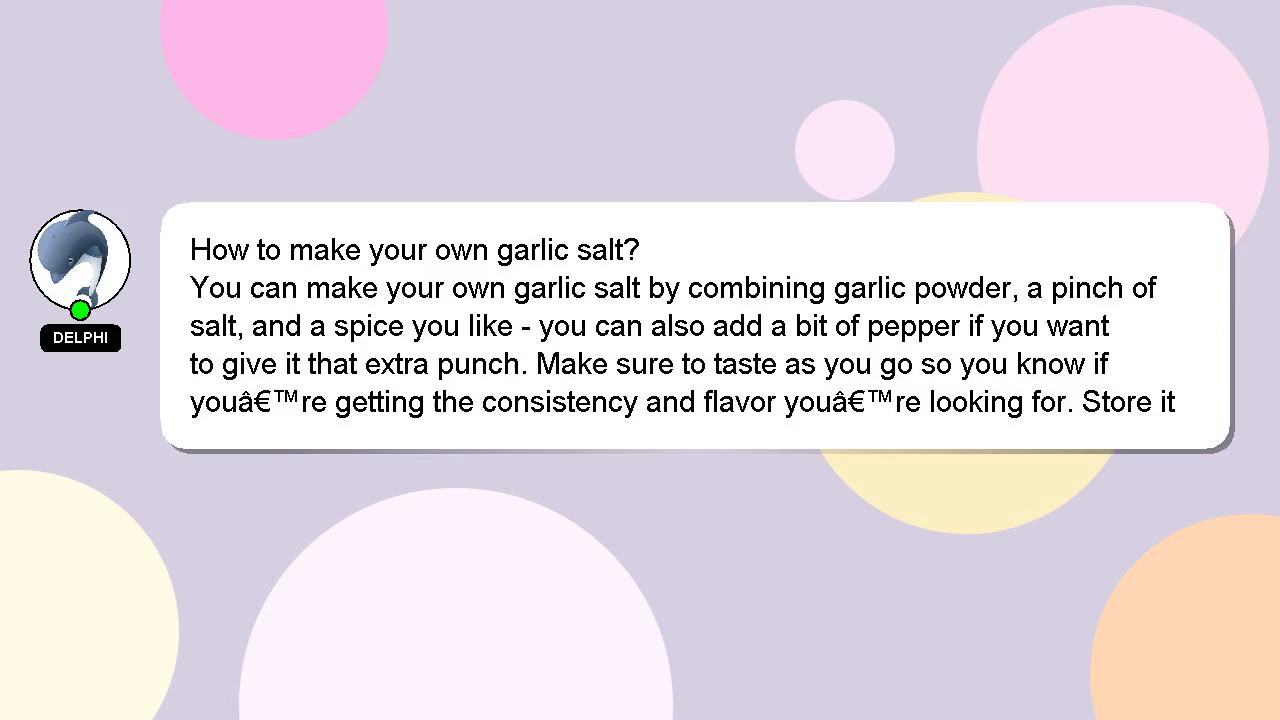 How to make your own garlic salt?
You can make your own garlic salt by combining garlic powder, a pinch of
salt, and a spice you like - you can also add a bit of pepper if you want
to give it that extra punch. Make sure to taste as you go so you know if
youâ€™re getting the consistency and flavor youâ€™re looking for. Store it
DELPHI